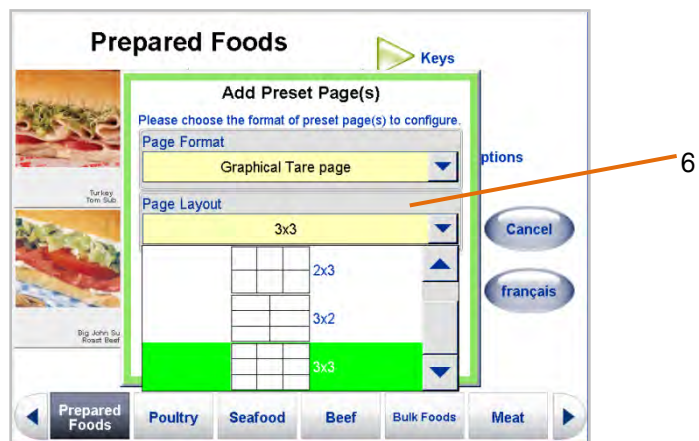 Prepared Foods
Keys
Add Preset Page(s)
Please choose the format of preset page(s) to configure.
Page Format
Graphical Tare page
ptions
6
Turkey
Tom Sub
Page Layout
3x3
Cancel
2x3
français
3x2
Big John Su
Roast Beef
3x3
Prepared
Foods
Poultry
Seafood
Beef
Bulk Foods
Meat